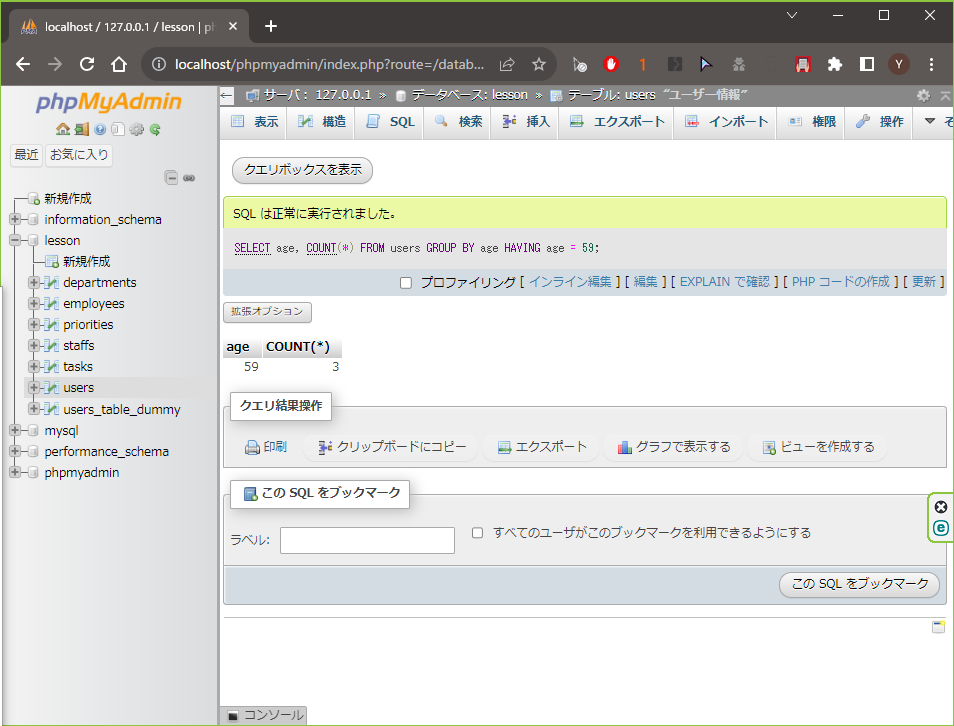 localhost / 127.0.0.1 / lesson | ph
localhost/phpmyadmin/index.php?route=/datab...
1
Y
phpMyAdmin
最近 お気に入り
新規作成
information_schema
lesson
新規作成
departments
employees
priorities
staffs
tasks
users
users_table_dummy
mysql
performance_schema
phpmyadmin
サーバ: 127.0.0.1 » データベース: lesson » テーブル: users "ユーザー情報"
表示 構造 SQL 検索 挿入 エクスポート インポート 権限 操作 そ
クエリボックスを表示
SQL は正常に実行されました。
SELECT age, COUNT(*) FROM users GROUP BY age HAVING age = 59;
プロファイリング [ インライン編集 ] [ 編集 ] [ EXPLAIN で確認 ] [ PHP コードの作成 ] [ 更新 ]
拡張オプション
age COUNT(*)
59 3
クエリ結果操作
印刷 クリップボードにコピー エクスポート グラフで表示する ビューを作成する
この SQL をブックマーク
ラベル: すべてのユーザがこのブックマークを利用できるようにする
この SQL をブックマーク
コンソール